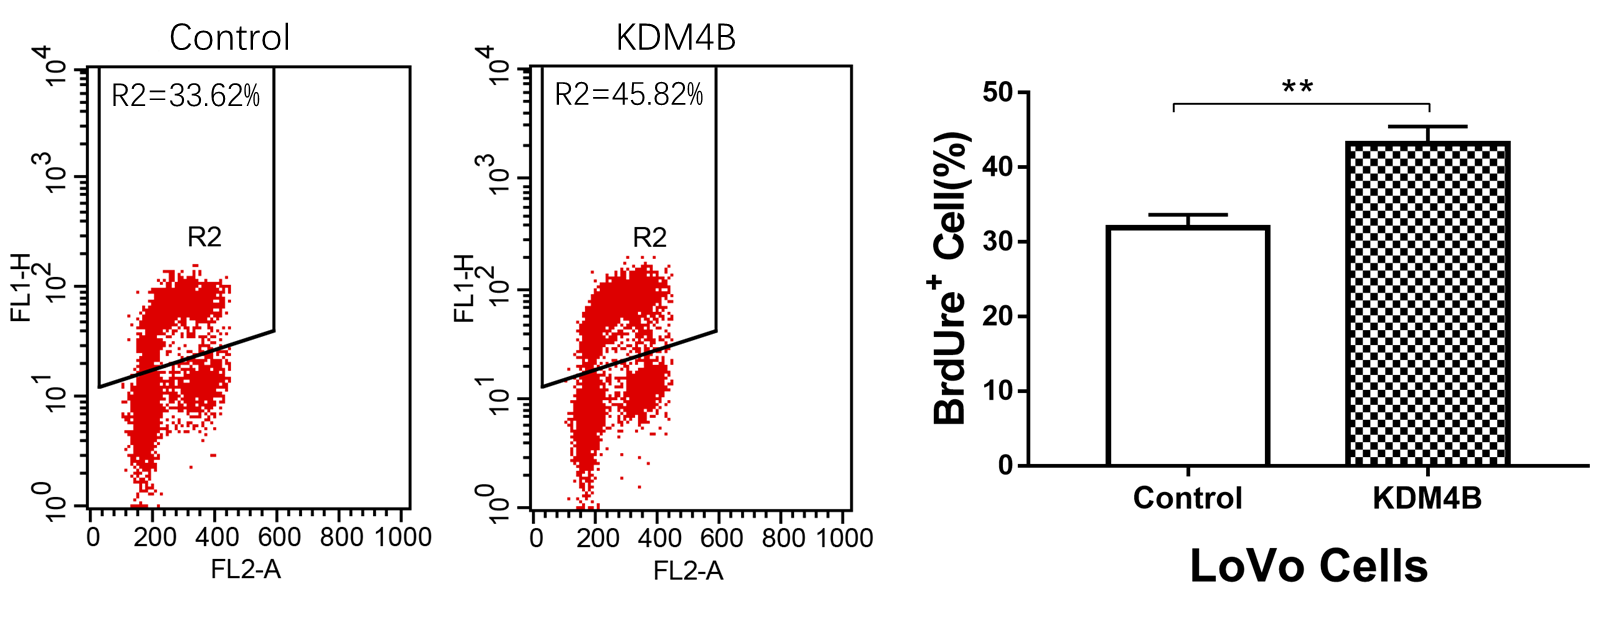 Control
R2=33.62%
R2
10^4
10^3
10^2
10^1
10^0
FL1-H
0 200 400 600 800 1000
FL2-A
KDM4B
R2=45.82%
R2
10^4
10^3
10^2
10^1
10^0
FL1-H
0 200 400 600 800 1000
FL2-A
**
50
40
30
20
10
0
BrdUre+ Cell(%)
Control KDM4B
LoVo Cells